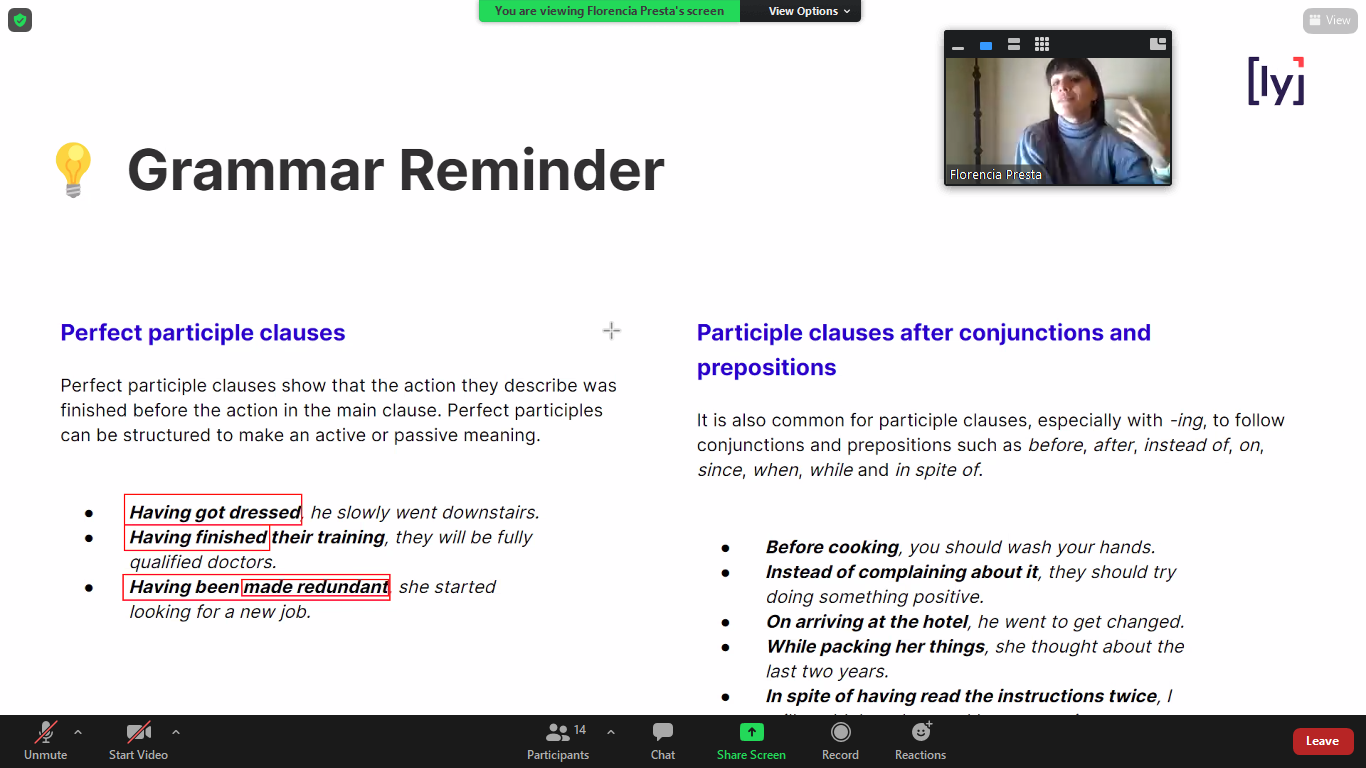 You are viewing Florencia Presta's screen
View Options
View
[ly]
Florencia Presta
Grammar Reminder
Perfect participle clauses
Perfect participle clauses show that the action they describe was
finished before the action in the main clause. Perfect participles
can be structured to make an active or passive meaning.
● Having got dressed, he slowly went downstairs.
● Having finished their training, they will be fully
qualified doctors.
● Having been made redundant, she started
looking for a new job.
Participle clauses after conjunctions and
prepositions
It is also common for participle clauses, especially with -ing, to follow
conjunctions and prepositions such as before, after, instead of, on,
since, when, while and in spite of.
● Before cooking, you should wash your hands.
● Instead of complaining about it, they should try
doing something positive.
● On arriving at the hotel, he went to get changed.
● While packing her things, she thought about the
last two years.
● In spite of having read the instructions twice, I
Unmute
Start Video
Participants
14
Chat
Share Screen
Record
Reactions
Leave